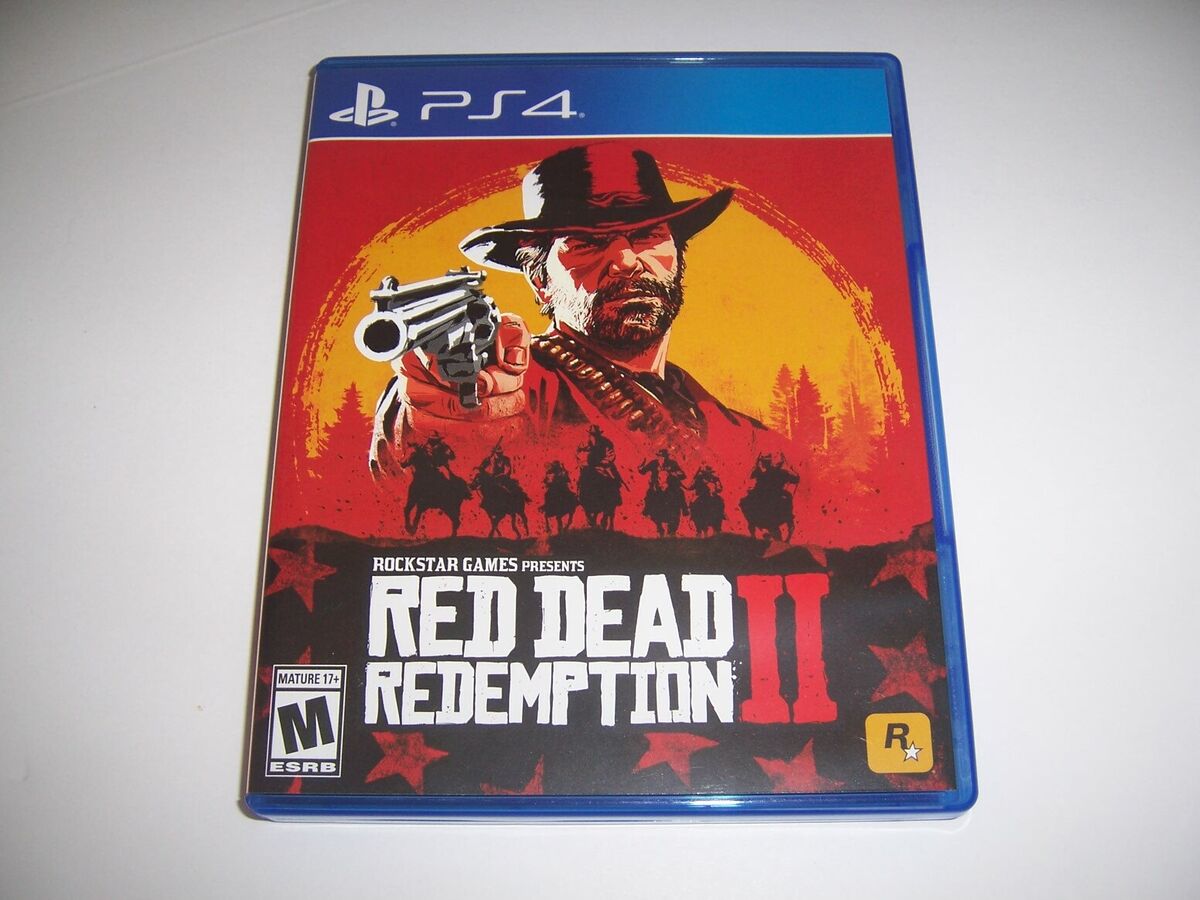 PS4
ROCKSTAR GAMES PRESENTS
RED DEAD
REDEMPTION II
MATURE 17+
M
ESRB
R